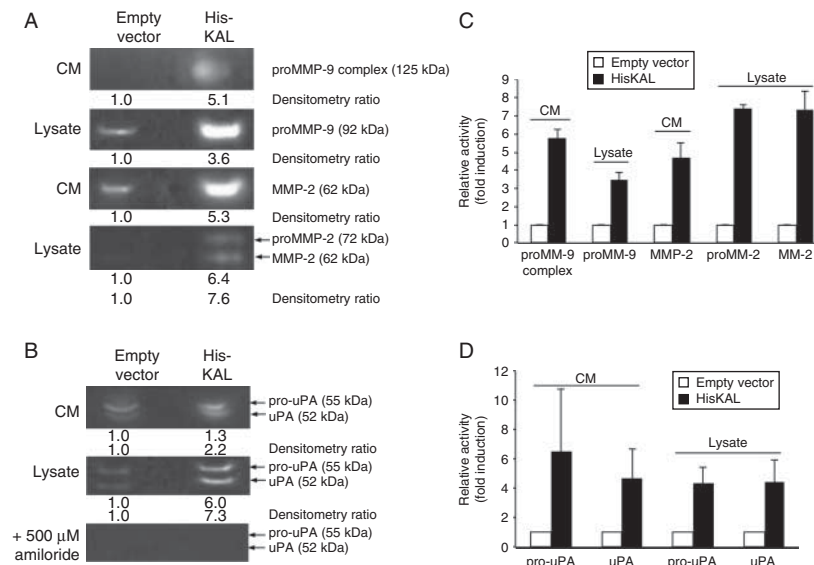 A
Empty vector
His-KAL
CM
proMMP-9 complex (125 kDa)
1.0 5.1 Densitometry ratio
Lysate
proMMP-9 (92 kDa)
1.0 3.6 Densitometry ratio
CM
MMP-2 (62 kDa)
1.0 5.3 Densitometry ratio
Lysate
proMMP-2 (72 kDa)
MMP-2 (62 kDa)
1.0 6.4
1.0 7.6 Densitometry ratio
B
Empty vector
His-KAL
CM
pro-uPA (55 kDa)
uPA (52 kDa)
1.0 1.3
1.0 2.2 Densitometry ratio
Lysate
pro-uPA (55 kDa)
uPA (52 kDa)
1.0 6.0
1.0 7.3 Densitometry ratio
+ 500 µM amiloride
pro-uPA (55 kDa)
uPA (52 kDa)
C
Empty vector
HisKAL
Relative activity
(fold induction)
9
8
7
6
5
4
3
2
1
0
CM
Lysate
CM
Lysate
proMM-9 complex
proMM-9
MMP-2
proMM-2
MM-2
D
Empty vector
HisKAL
Relative activity
(fold induction)
12
10
8
6
4
2
0
CM
Lysate
pro-uPA
uPA
pro-uPA
uPA